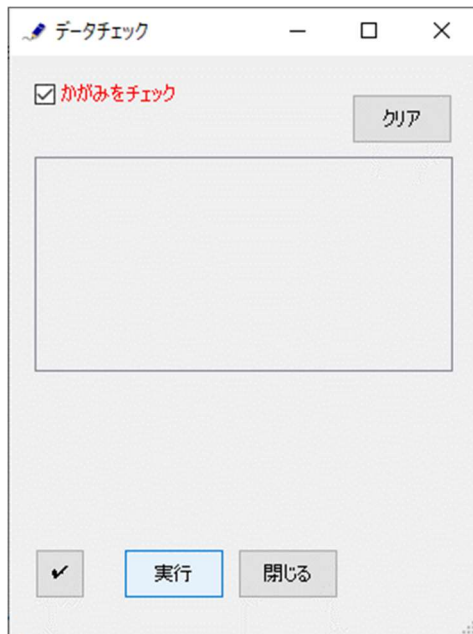 データチェック
かがみをチェック
クリア
実行
閉じる